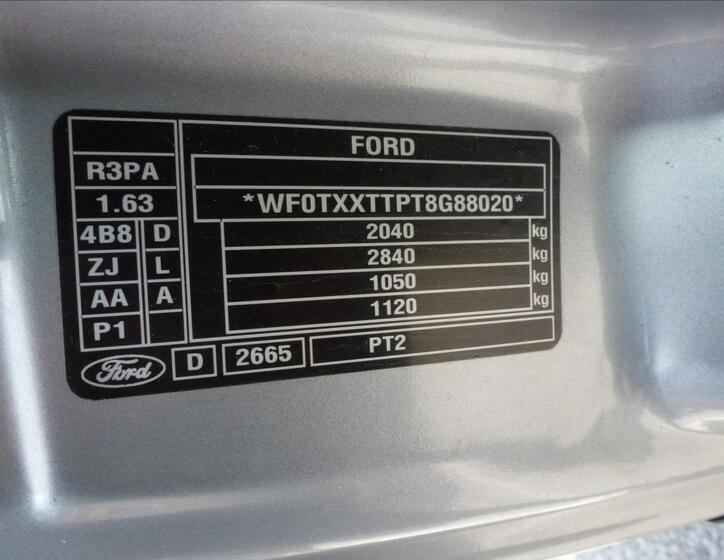 FORD
R3PA
1.63 *WF0TXXTTPT8G88020*
4B8 D 2040 kg
ZJ L 2840 kg
AA A 1050 kg
P1 1120 kg
Ford D 2665 PT2